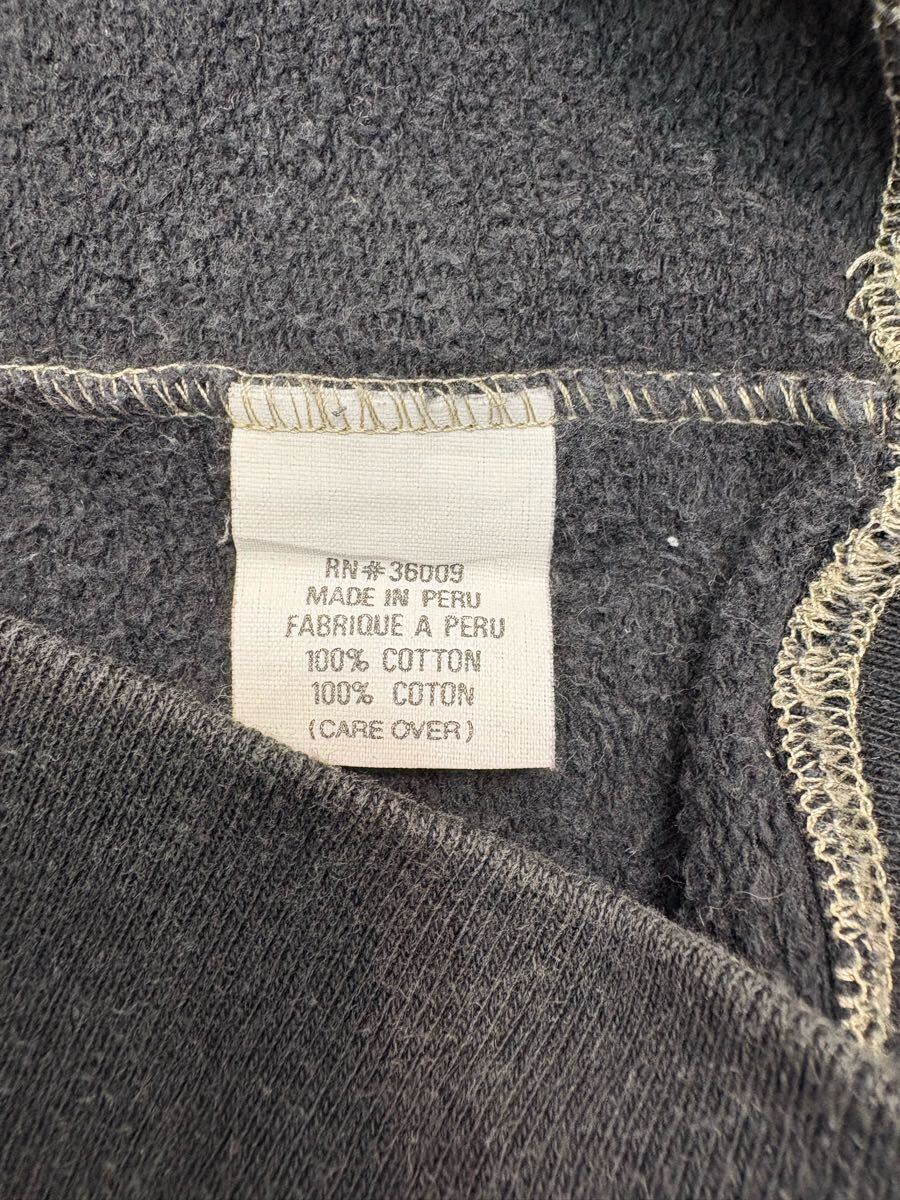 RN#36009
MADE IN PERU
FABRIQUE A PERU
100% COTTON
100% COTON
(CARE OVER)